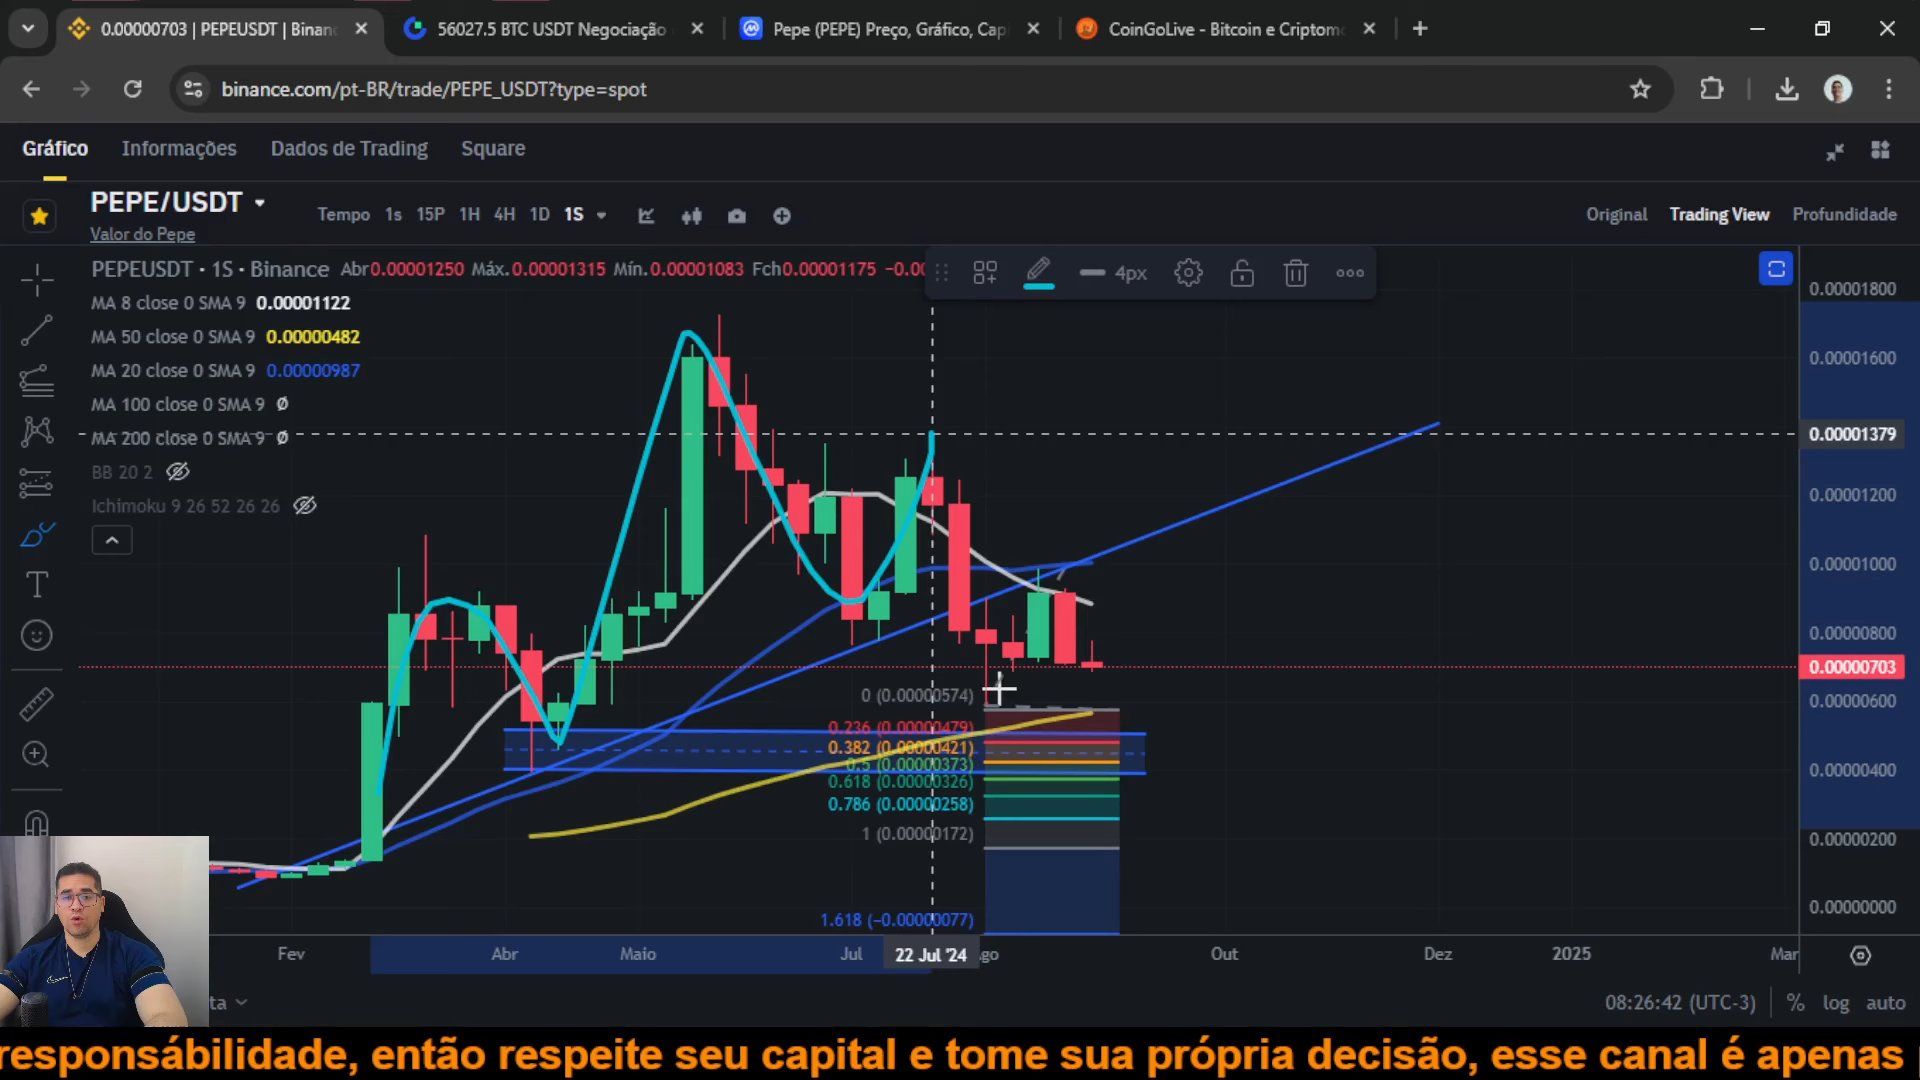 0.00000703 | PEPEUSDT | Binan
56027.5 BTC USDT Negociação
Pepe (PEPE) Preço, Gráfico, Cap
CoinGoLive - Bitcoin e Criptom
binance.com/pt-BR/trade/PEPE_USDT?type=spot
Gráfico Informações Dados de Trading Square
PEPE/USDT
Valor do Pepe
Tempo 1s 15P 1H 4H 1D 1S
Original Trading View Profundidade
PEPEUSDT · 1S · Binance Abr0.00001250 Máx.0.00001315 Mín.0.00001083 Fch0.00001175 −0.00
4px
MA 8 close 0 SMA 9 0.00001122
MA 50 close 0 SMA 9 0.00000482
MA 20 close 0 SMA 9 0.00000987
MA 100 close 0 SMA 9 Ø
MA 200 close 0 SMA 9 Ø
BB 20 2
Ichimoku 9 26 52 26 26
0.00001800
0.00001600
0.00001379
0.00001200
0.00001000
0.00000800
0.00000703
0.00000600
0.00000400
0.00000200
0.00000000
0 (0.00000574)
0.236 (0.00000479)
0.382 (0.00000421)
0.5 (0.00000373)
0.618 (0.00000326)
0.786 (0.00000258)
1 (0.00000172)
1.618 (−0.00000077)
Fev Abr Maio Jul 22 Jul '24 go Out Dez 2025 Mar
ta
08:26:42 (UTC-3) % log auto
responsábilidade, então respeite seu capital e tome sua própria decisão, esse canal é apenas